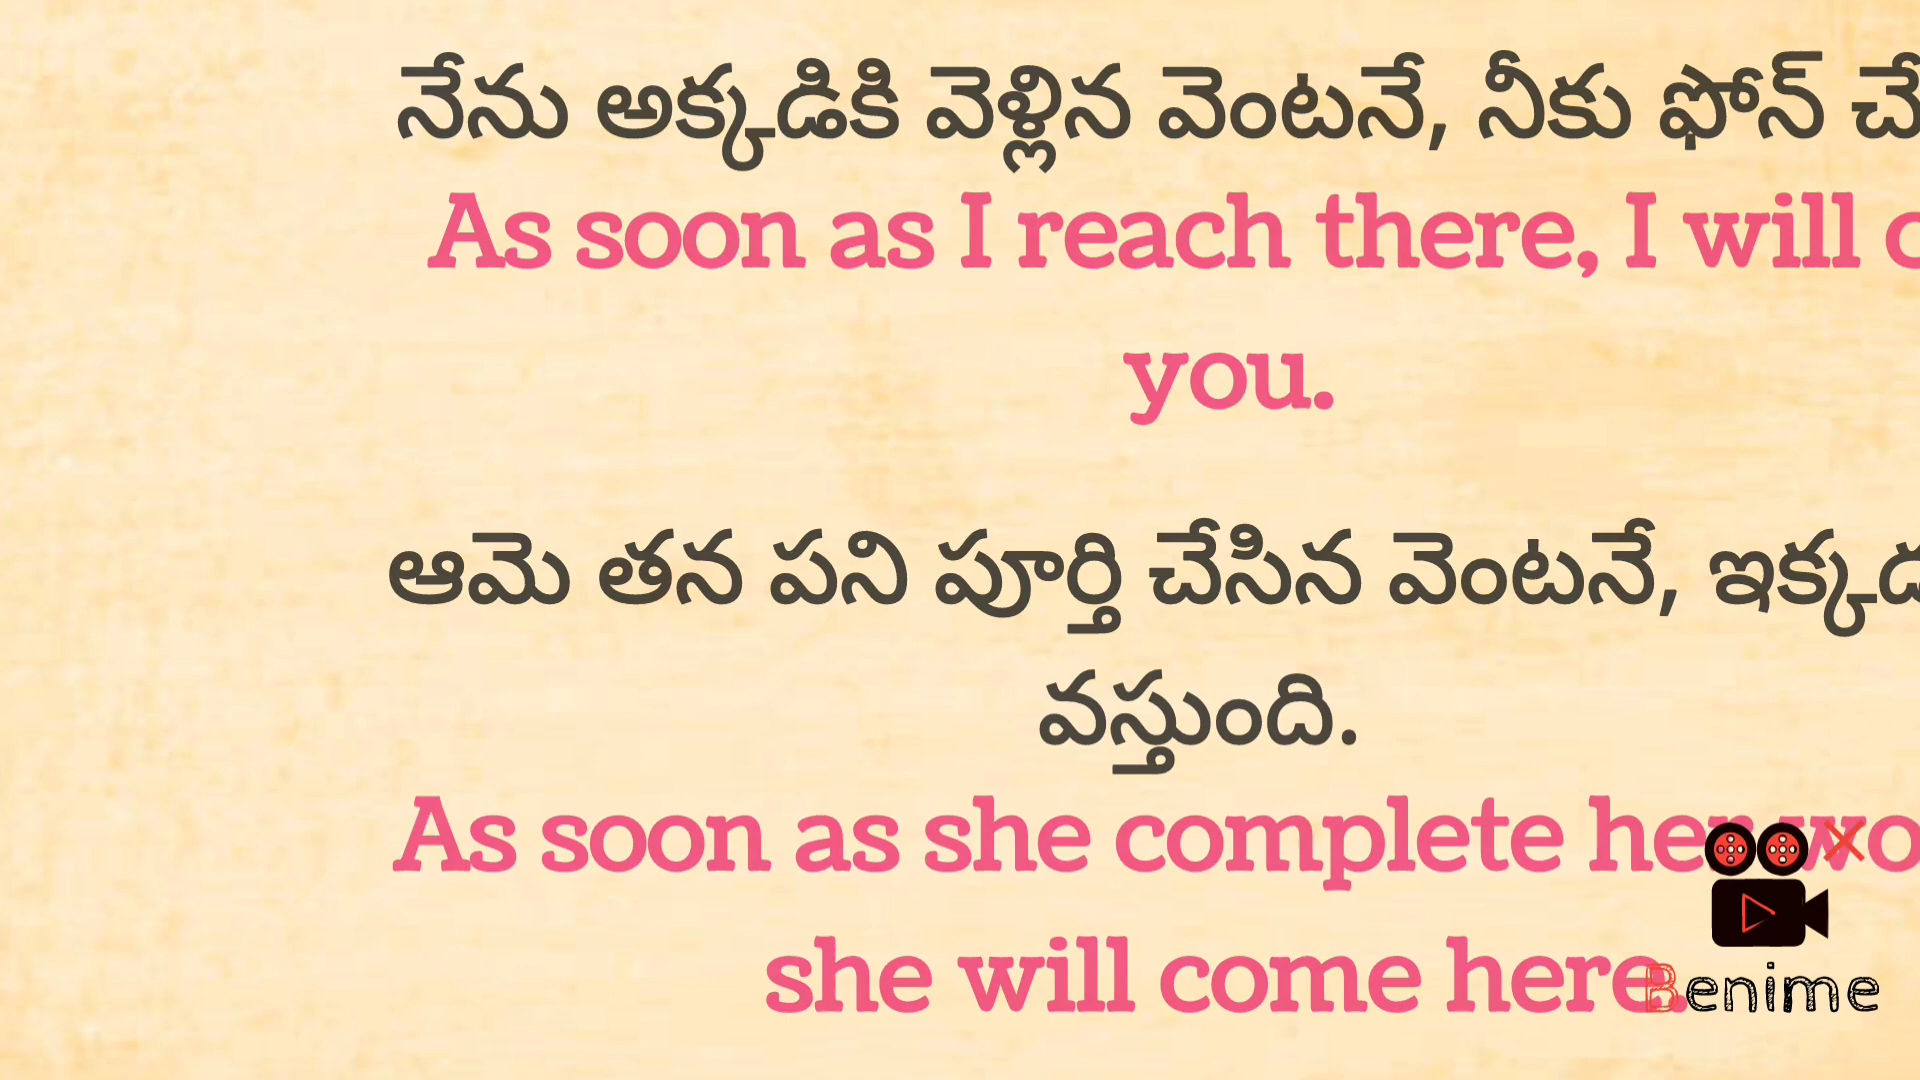 నేను అక్కడికి వెళ్లిన వెంటనే, నీకు ఫోన్
As soon as I reach there, I will
you.
ఆమె తన పని పూర్తి చేసిన వెంటనే,
వస్తుంది.
As soon as she complete her
she will come here.
Benime